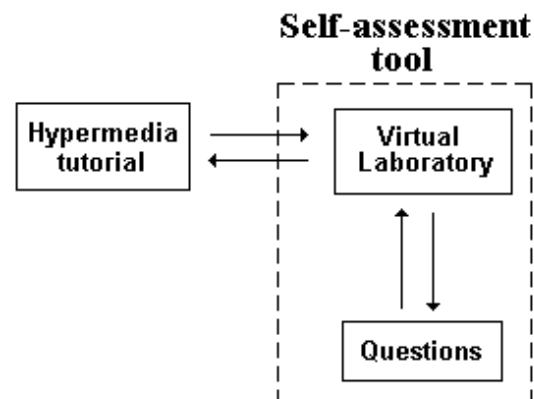 Self-assessment
tool
Hypermedia
tutorial
Virtual
Laboratory
Questions